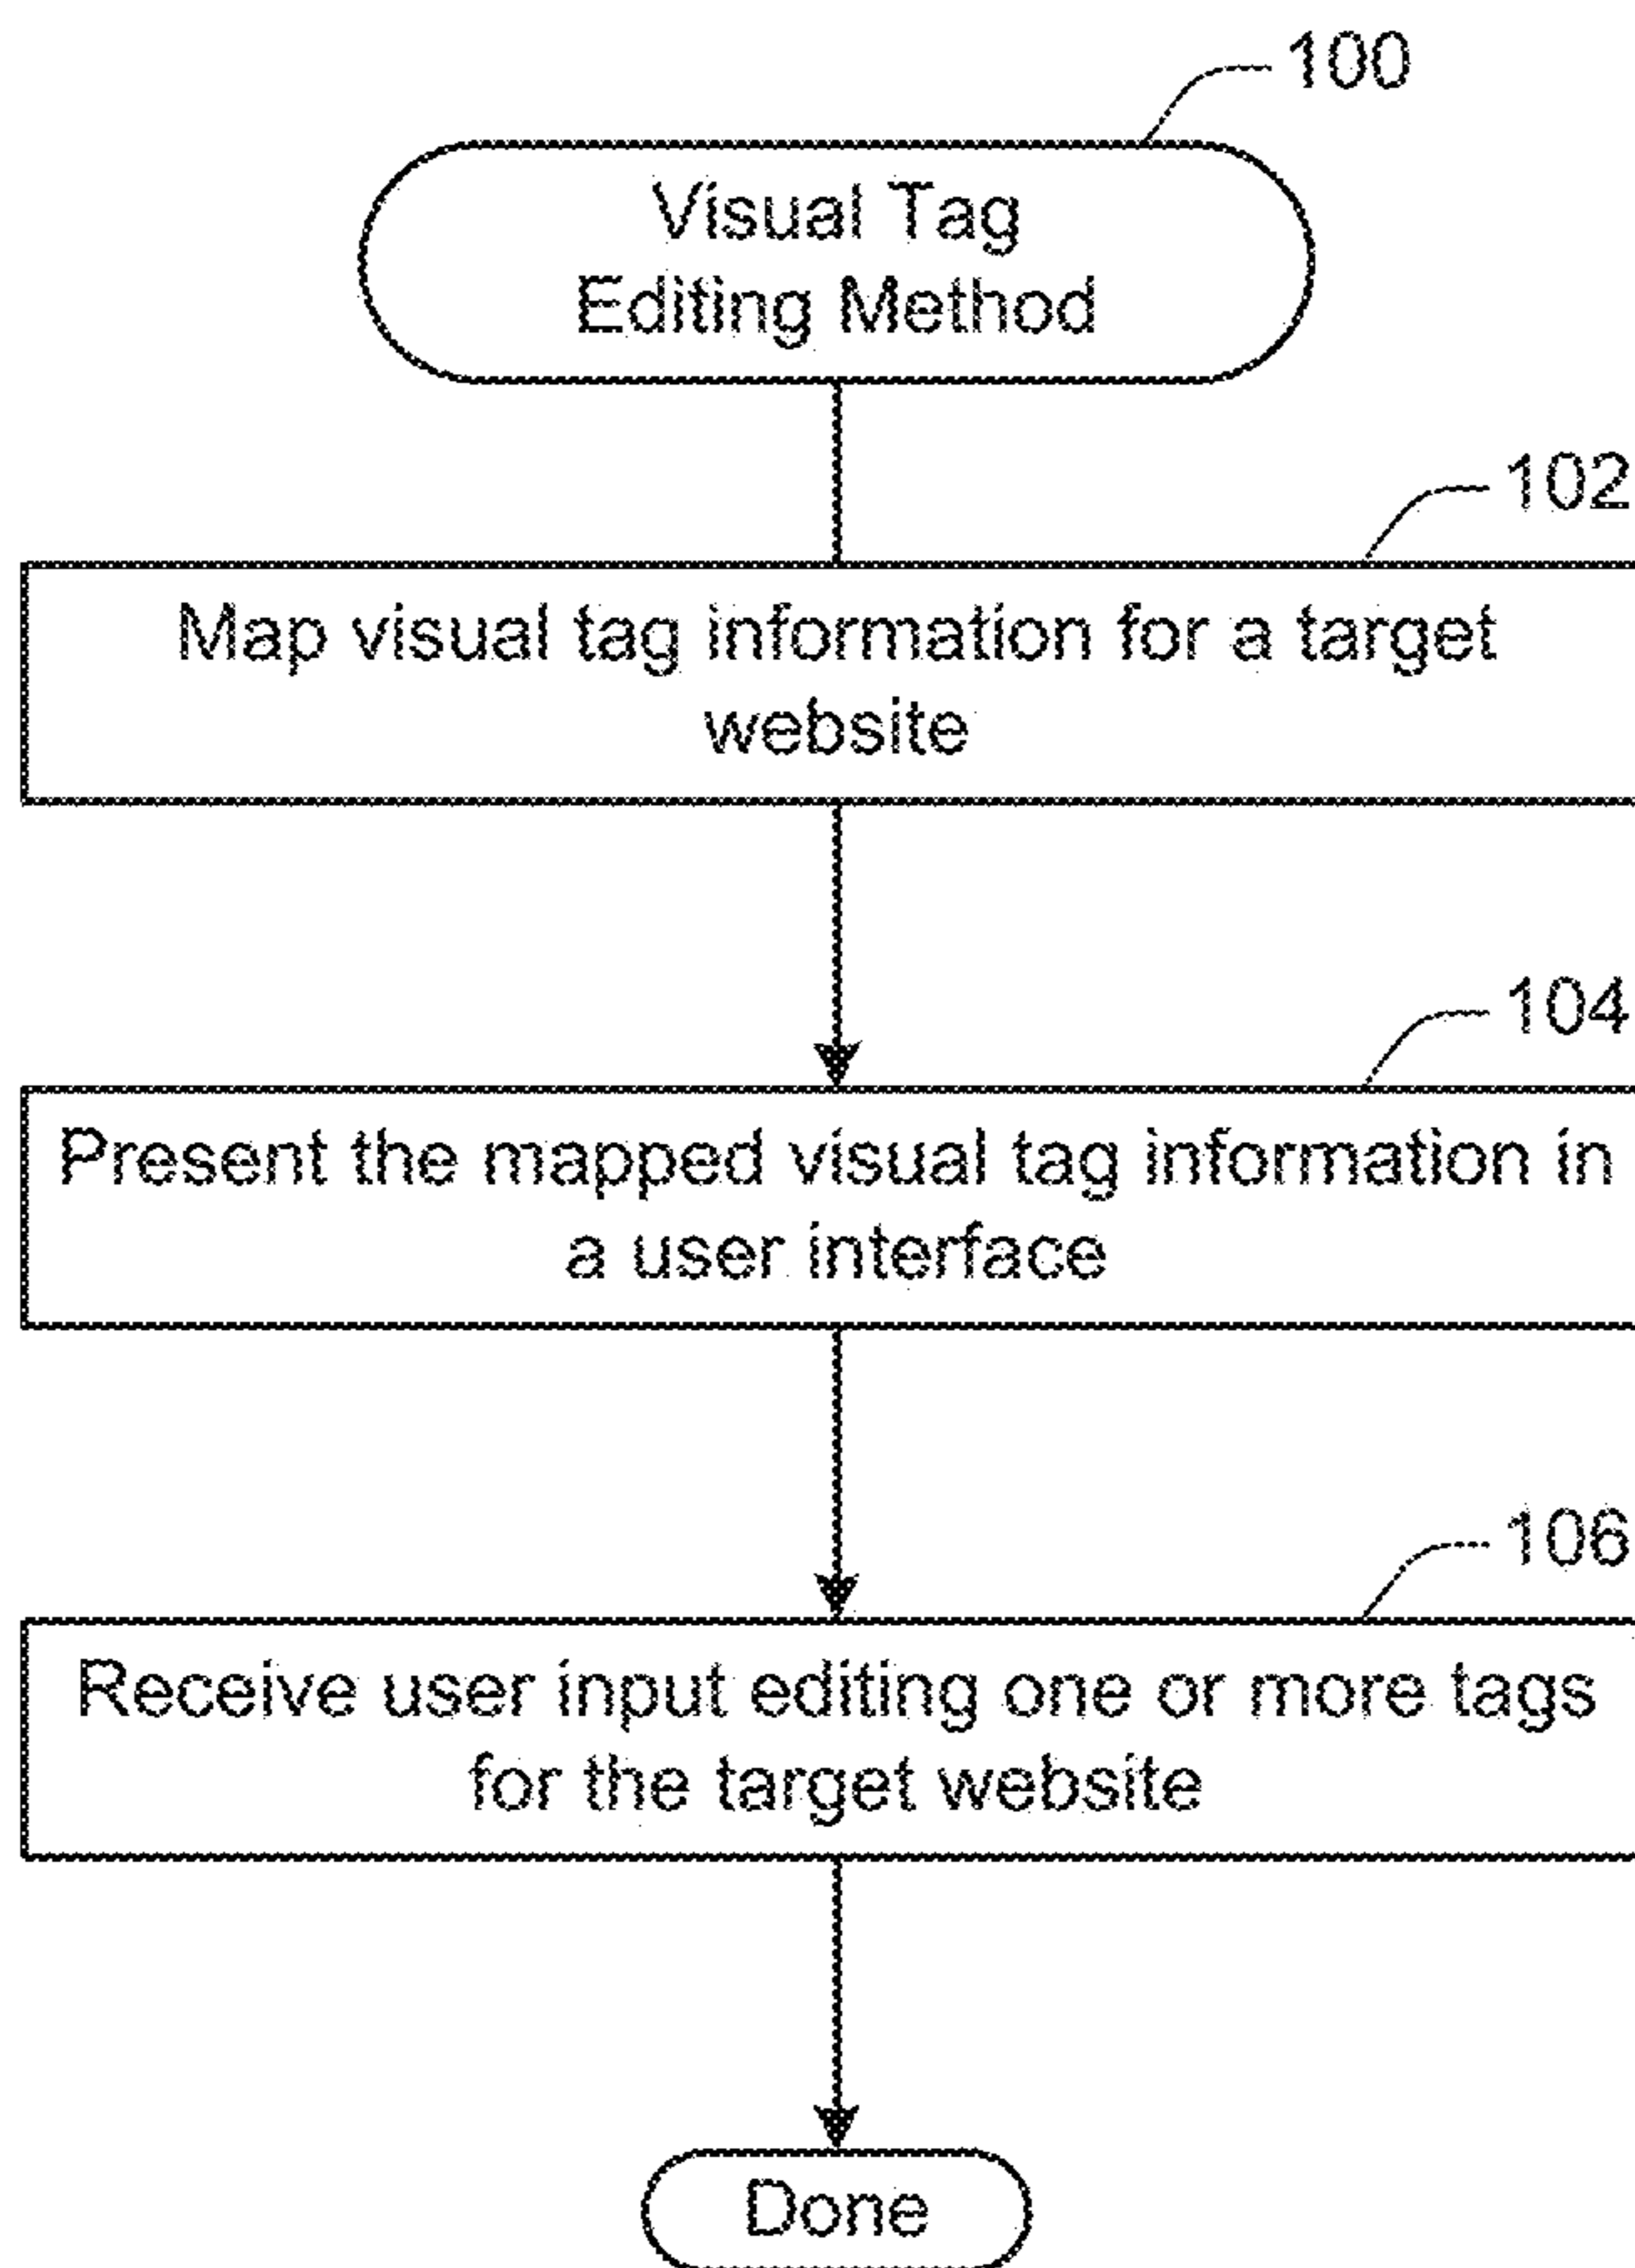 100
Visual Tag
Editing Method
102
Map visual tag information for a target
website
104
Present the mapped visual tag information in
a user interface
106
Receive user input editing one or more tags
for the target website
Done